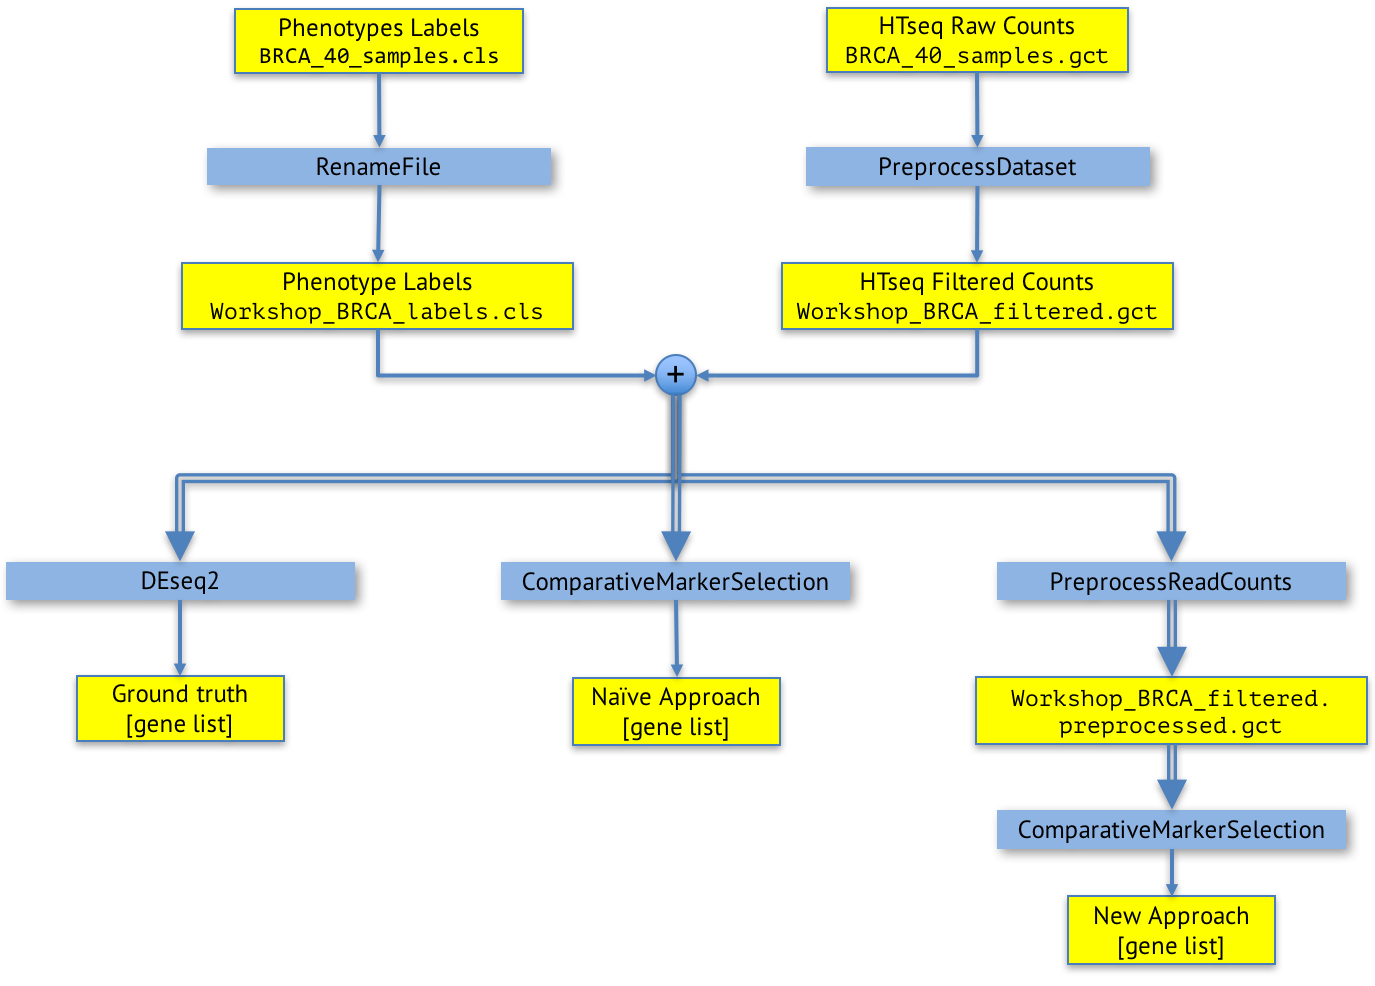 Phenotypes Labels
BRCA_40_samples.cls
HTseq Raw Counts
BRCA_40_samples.gct
RenameFile
PreprocessDataset
Phenotype Labels
Workshop_BRCA_labels.cls
HTseq Filtered Counts
Workshop_BRCA_filtered.gct
+
DEseq2
ComparativeMarkerSelection
PreprocessReadCounts
Ground truth
[gene list]
Naïve Approach
[gene list]
Workshop_BRCA_filtered.
preprocessed.gct
ComparativeMarkerSelection
New Approach
[gene list]